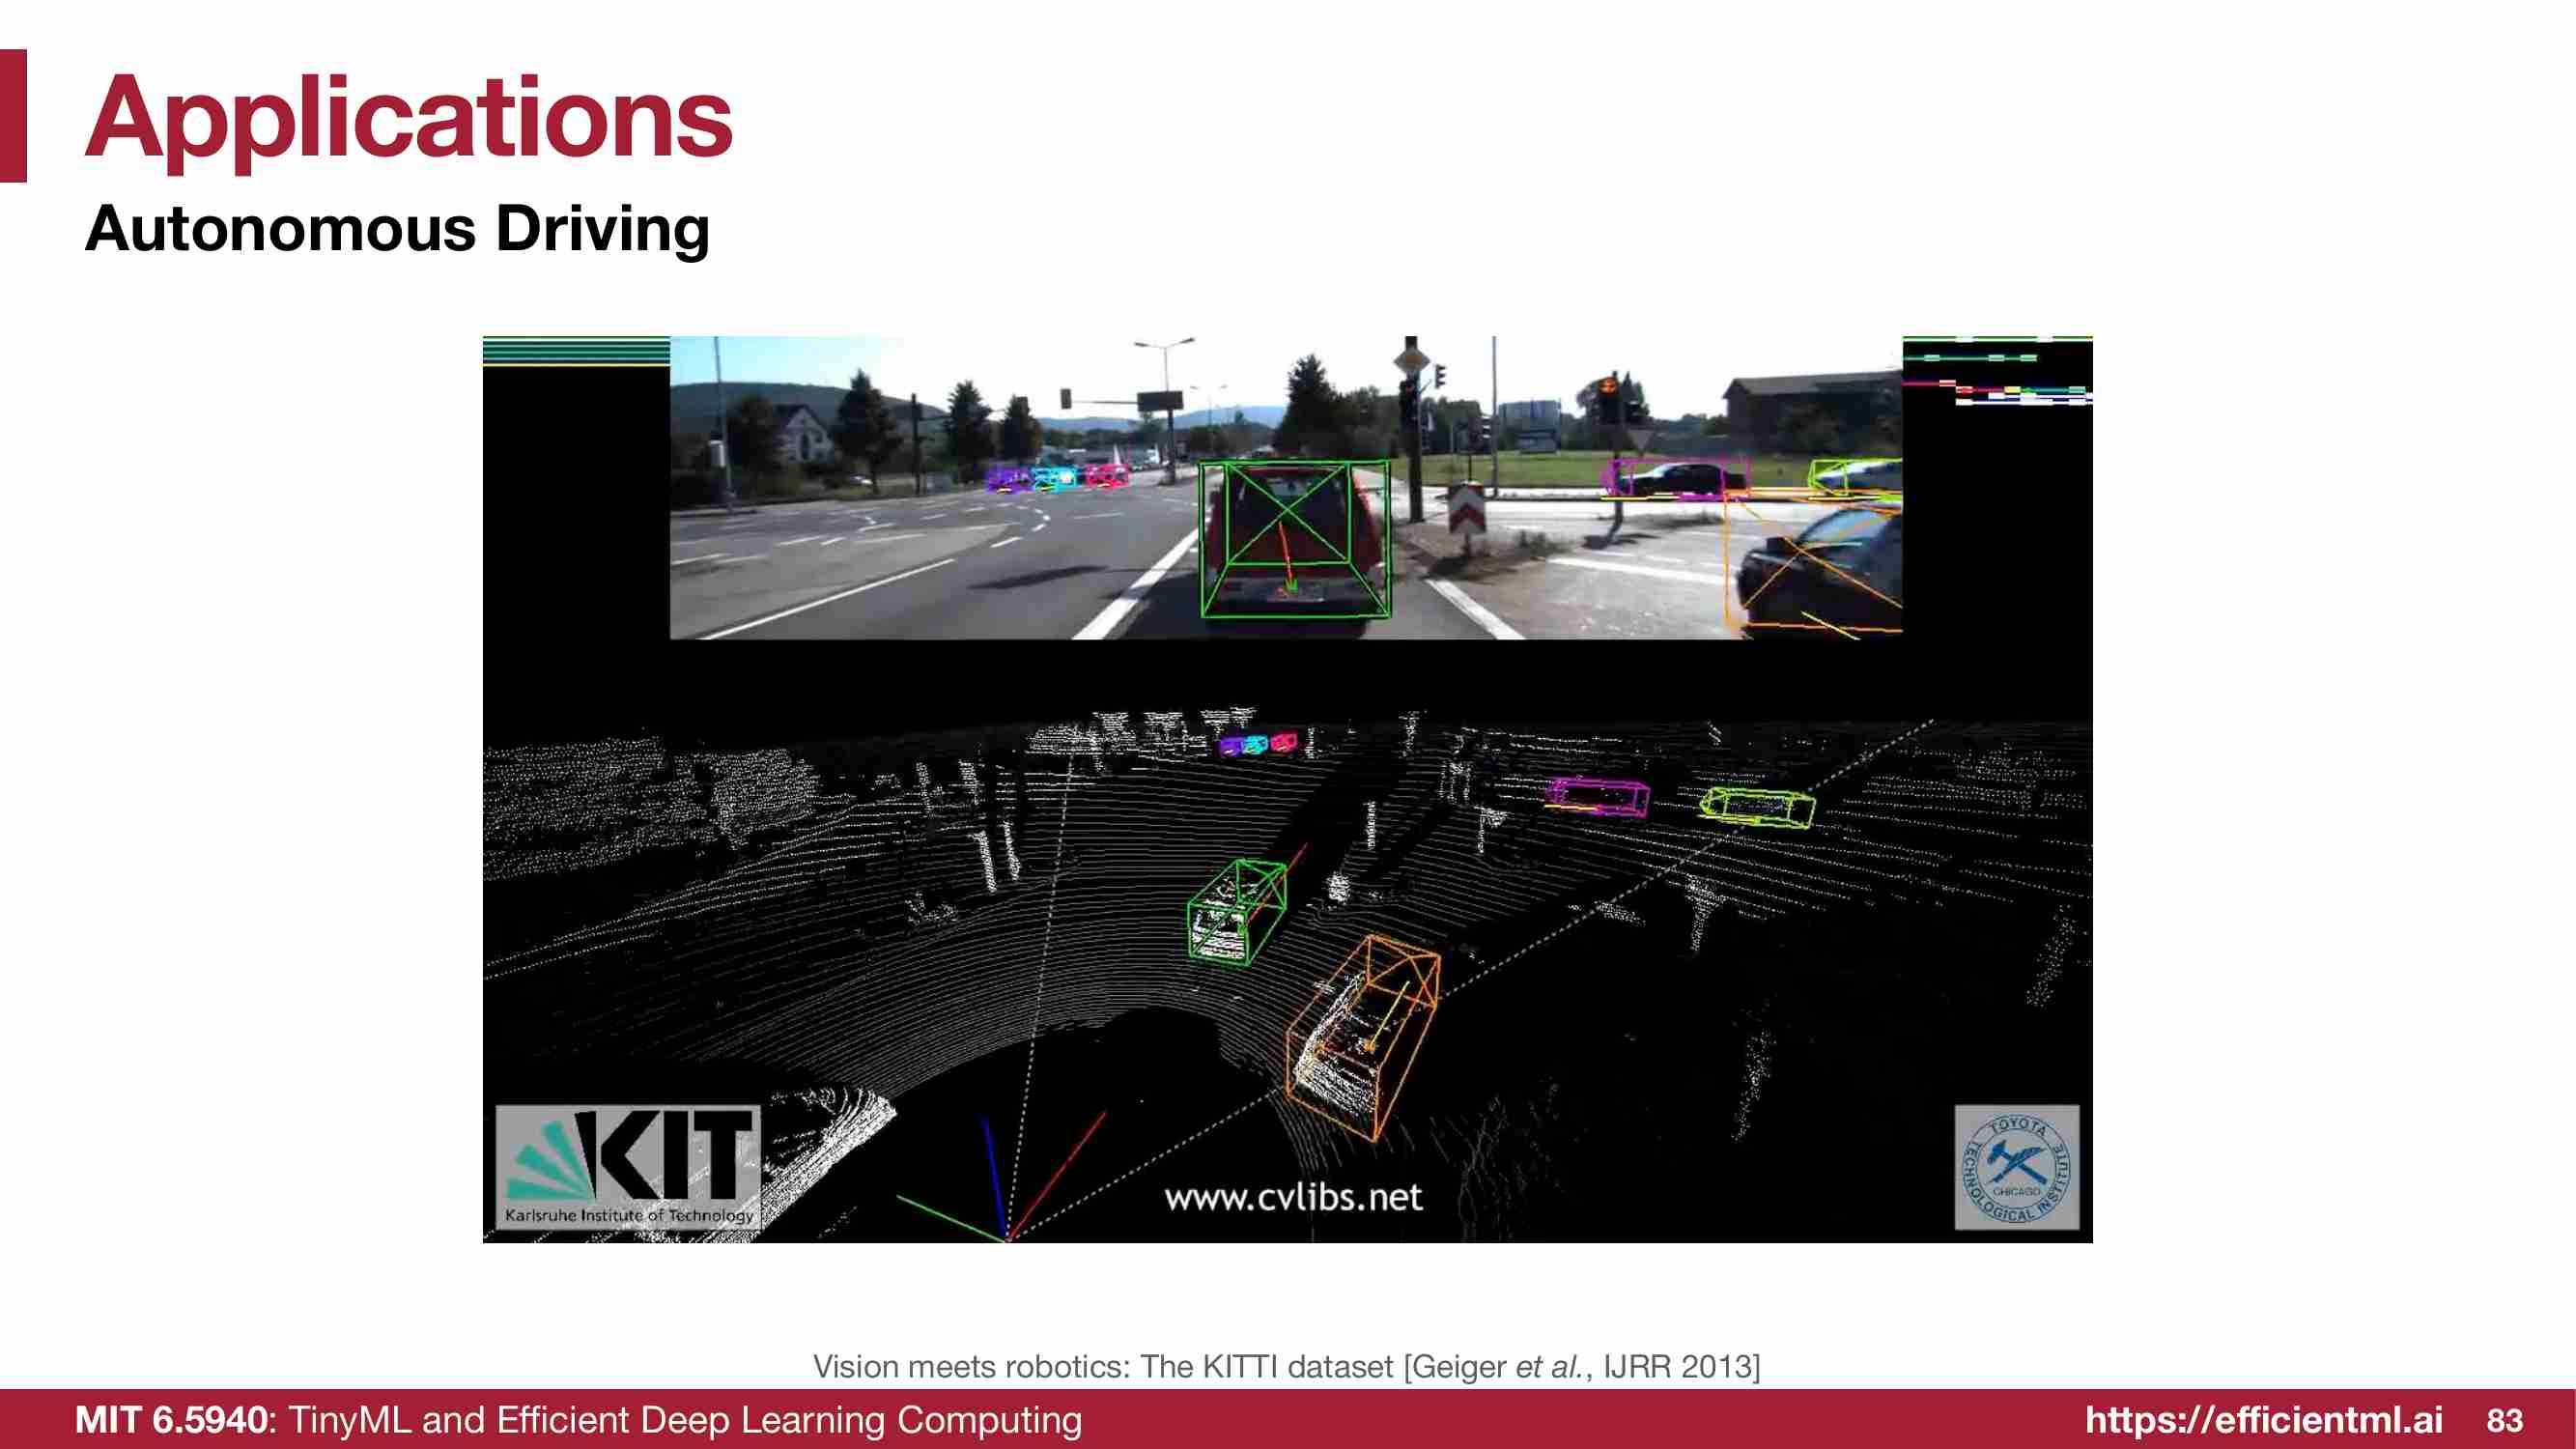 Applications
Autonomous Driving
KIT
Karlsruhe Institute of Technology
www.cvlibs.net
TOYOTA
TECHNOLOGICAL INSTITUTE
CHICAGO
Vision meets robotics: The KITTI dataset [Geiger et al., IJRR 2013]
MIT 6.5940: TinyML and Efficient Deep Learning Computing
https://efficientml.ai
83